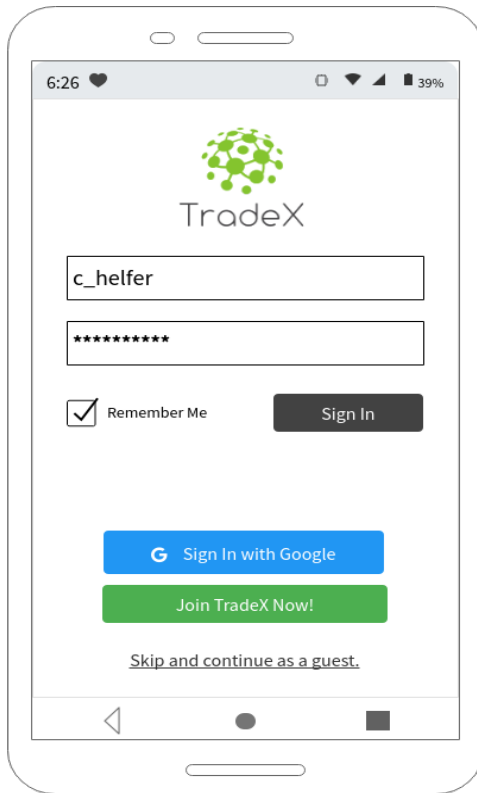 6:26 39%
TradeX
c_helfer
**********
Remember Me Sign In
G Sign In with Google
Join TradeX Now!
Skip and continue as a guest.